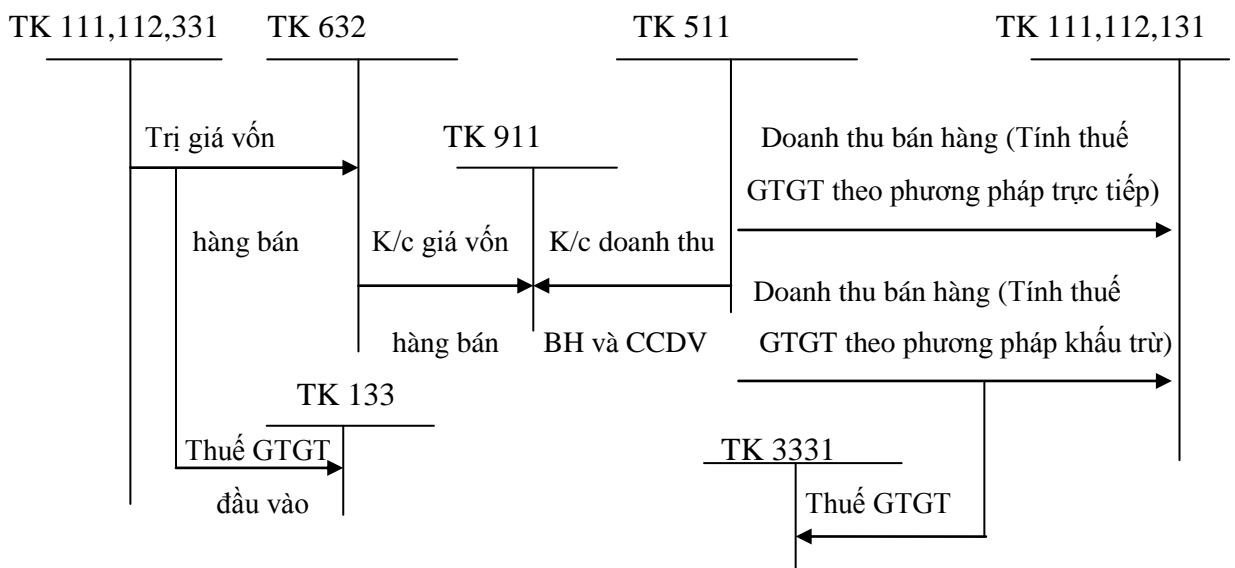 TK 111,112,331
TK 632
TK 511
TK 111,112,131
Trị giá vốn
hàng bán
TK 911
K/c giá vốn
hàng bán
K/c doanh thu
BH và CCDV
Doanh thu bán hàng (Tính thuế
GTGT theo phương pháp trực tiếp)
Doanh thu bán hàng (Tính thuế
GTGT theo phương pháp khấu trừ)
TK 133
Thuế GTGT
đầu vào
TK 3331
Thuế GTGT